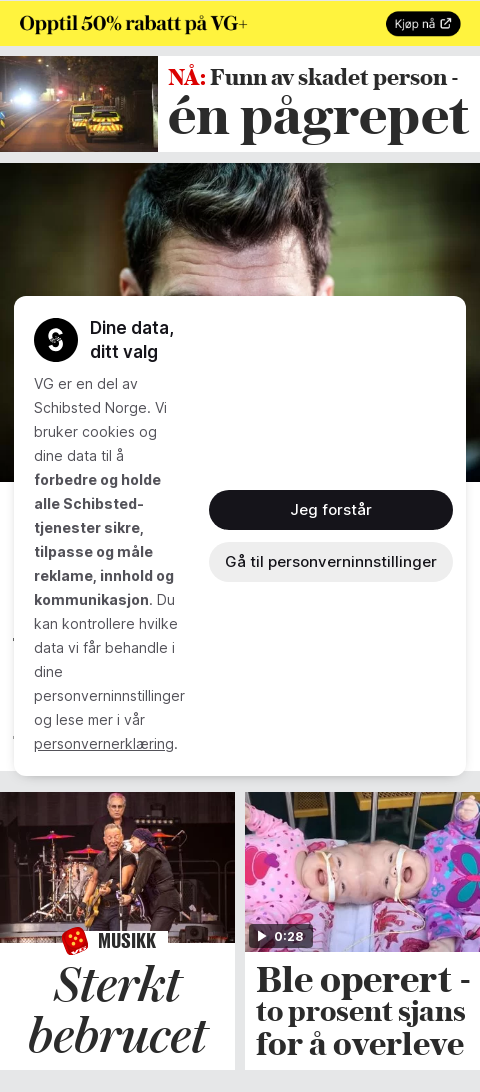 Opptil 50% rabatt på VG+
Kjøp nå
NÅ: Funn av skadet person -
én pågrepet
Dine data,
ditt valg
VG er en del av
Schibsted Norge. Vi
bruker cookies og
dine data til å
forbedre og holde
alle Schibsted-
tjenester sikre,
tilpasse og måle
reklame, innhold og
kommunikasjon. Du
kan kontrollere hvilke
data vi får behandle i
dine
personverninnstillinger
og lese mer i vår
personvernerklæring.
Jeg forstår
Gå til personverninnstillinger
MUSIKK
Sterkt
bebrucet
0:28
Ble operert -
to prosent sjans
for å overleve